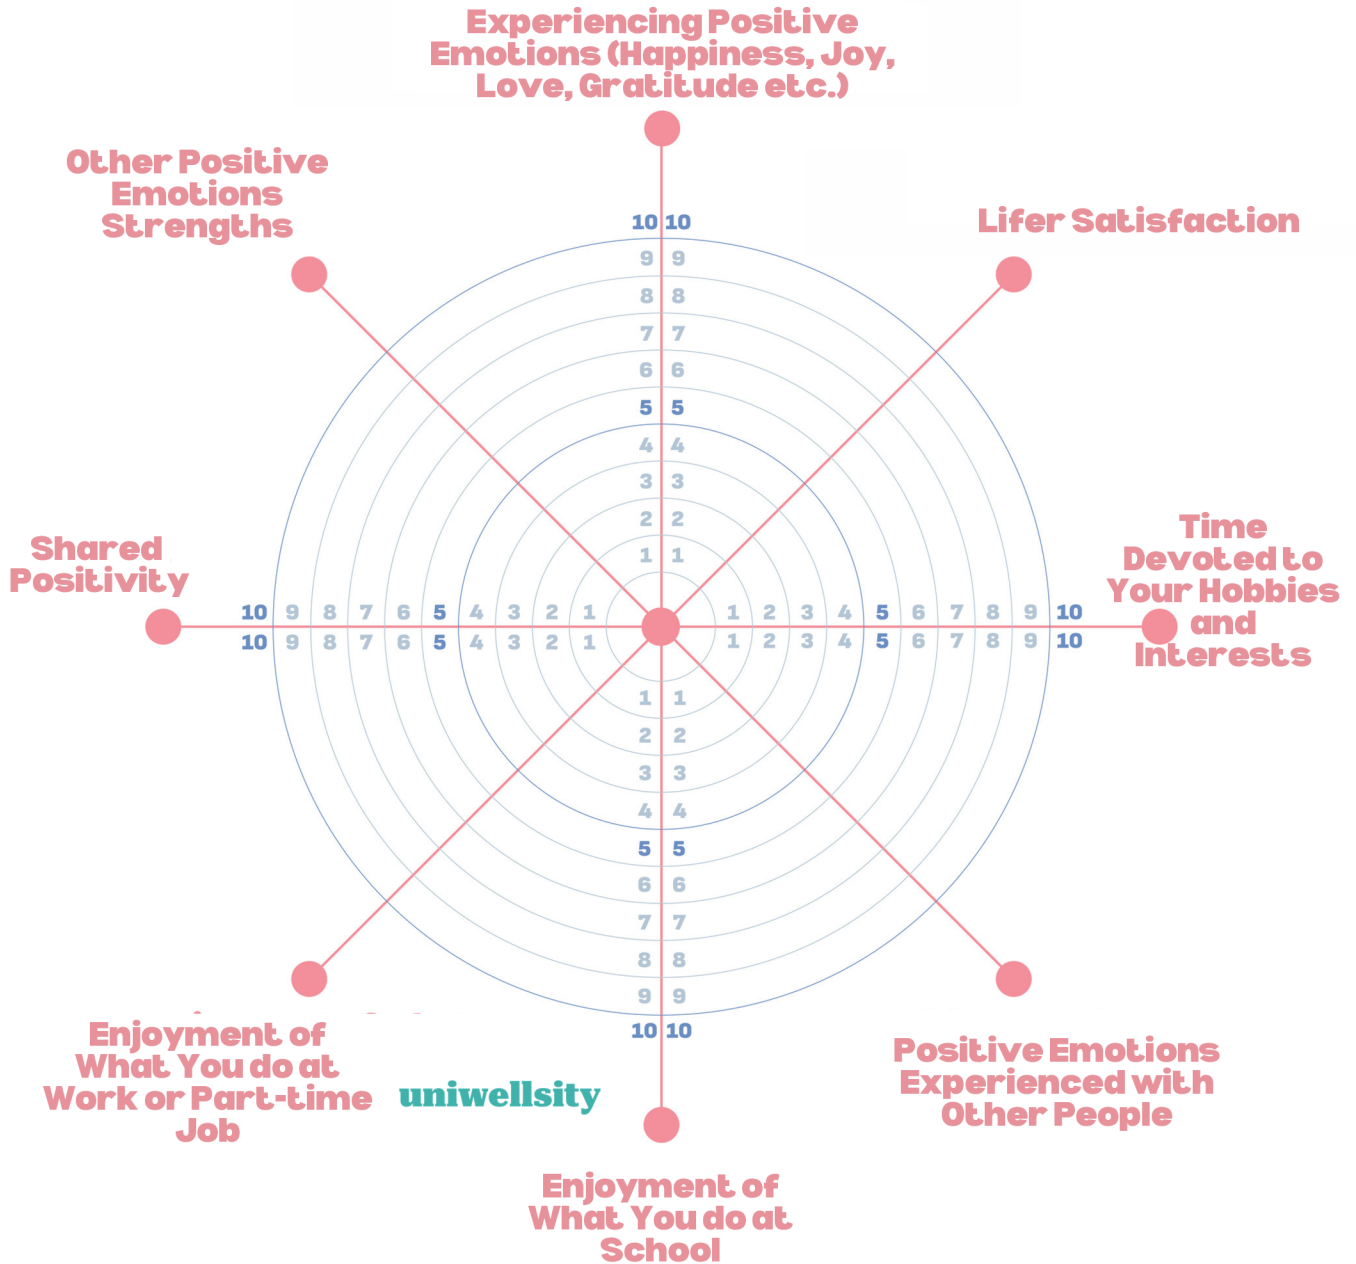 Experiencing Positive
Emotions (Happiness, Joy,
Love, Gratitude etc.)
Other Positive
Emotions
Strengths
Lifer Satisfaction
10 10
9 9
8 8
7 7
6 6
5 5
4 4
3 3
2 2
1 1
Shared
Positivity
Time
Devoted to
Your Hobbies
and
Interests
10 9 8 7 6 5 4 3 2 1 1 2 3 4 5 6 7 8 9 10
10 9 8 7 6 5 4 3 2 1 1 2 3 4 5 6 7 8 9 10
1 1
2 2
3 3
4 4
5 5
6 6
7 7
8 8
9 9
10 10
Enjoyment of
What You do at
Work or Part-time
Job
uniwellsity
Positive Emotions
Experienced with
Other People
Enjoyment of
What You do at
School